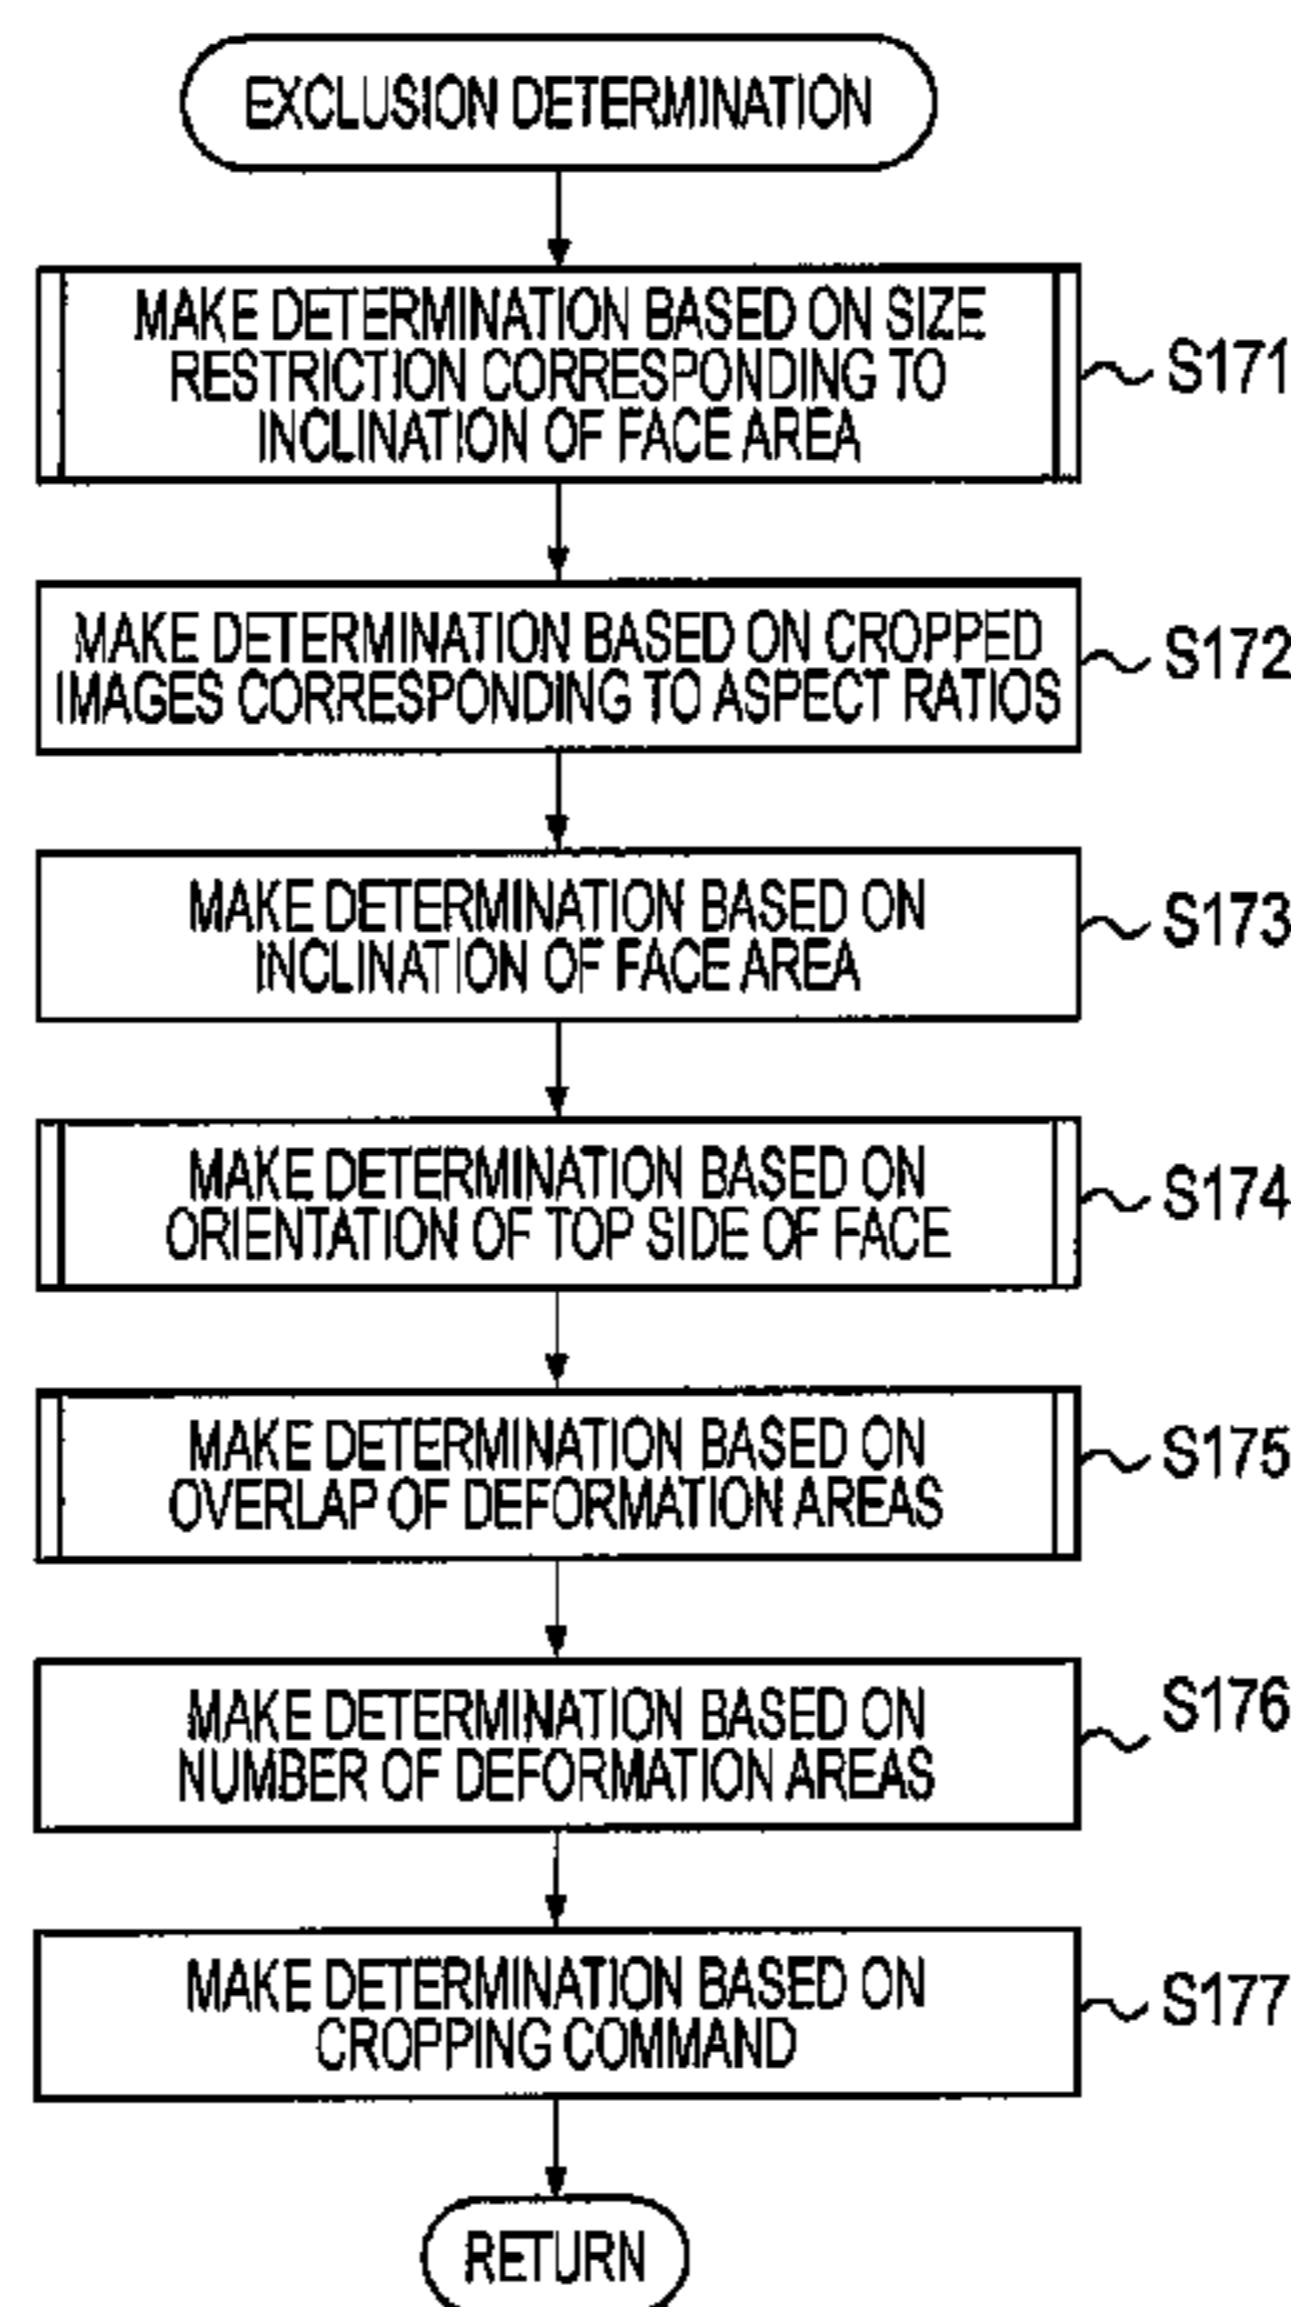 EXCLUSION DETERMINATION
MAKE DETERMINATION BASED ON SIZE
RESTRICTION CORRESPONDING TO
INCLINATION OF FACE AREA
S171
MAKE DETERMINATION BASED ON CROPPED
IMAGES CORRESPONDING TO ASPECT RATIOS
S172
MAKE DETERMINATION BASED ON
INCLINATION OF FACE AREA
S173
MAKE DETERMINATION BASED ON
ORIENTATION OF TOP SIDE OF FACE
S174
MAKE DETERMINATION BASED ON
OVERLAP OF DEFORMATION AREAS
S175
MAKE DETERMINATION BASED ON
NUMBER OF DEFORMATION AREAS
S176
MAKE DETERMINATION BASED ON
CROPPING COMMAND
S177
RETURN